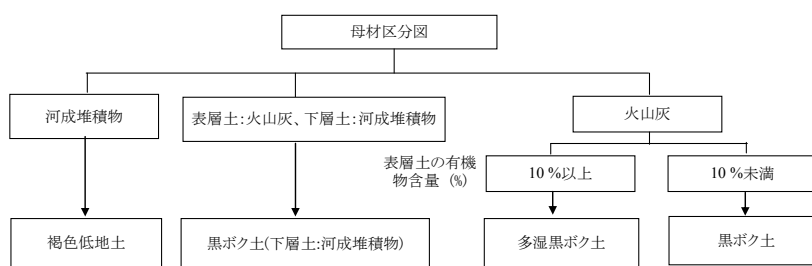 母材区分図
河成堆積物
表層土:火山灰、下層土:河成堆積物
火山灰
表層土の有機
物含量 (%)
10 %以上
10 %未満
褐色低地土
黒ボク土(下層土:河成堆積物)
多湿黒ボク土
黒ボク土